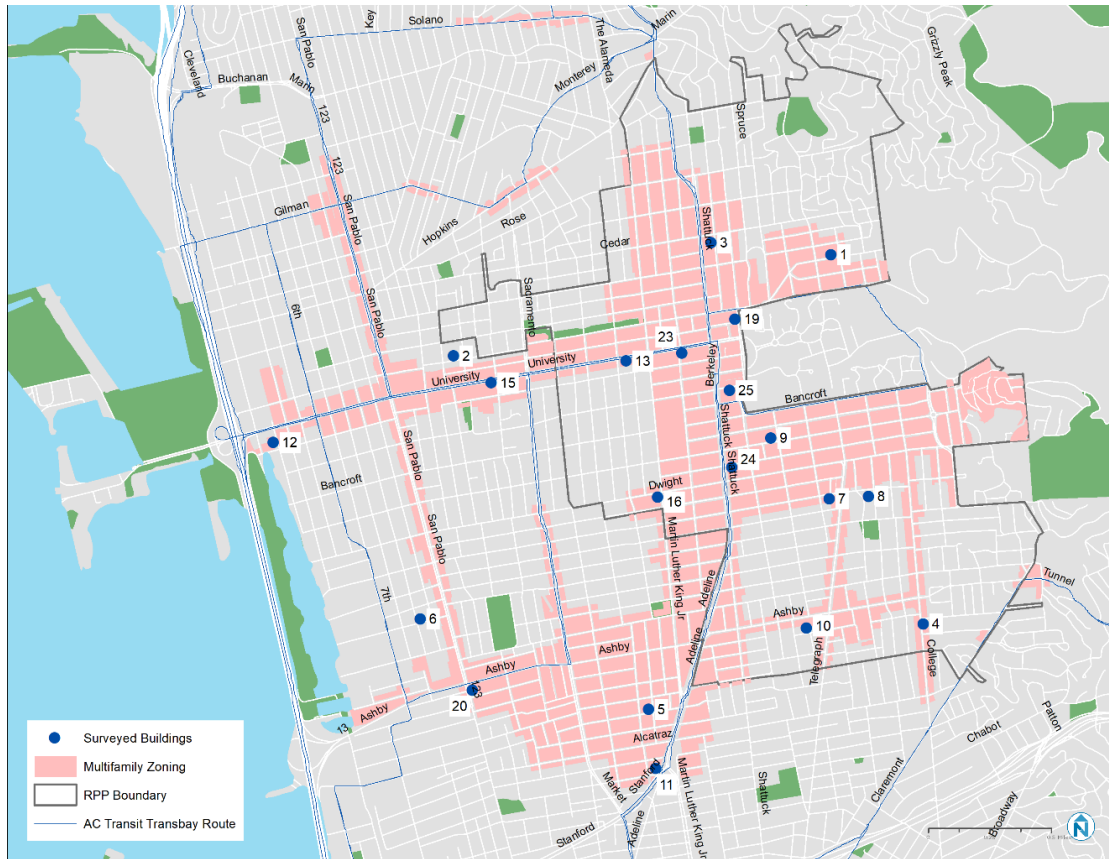 Solano
Key
San Pablo
The Alameda
Marin
Cleveland
Buchanan
Marin
Monterey
Grizzly Peak
123
Spruce
123
San Pablo
Gilman
Hopkins
Rose
Cedar
Shattuck
3
1
6th
San Pablo
Sacramento
19
2
University
23
13
Berkeley
University
15
25
Bancroft
12
San Pablo
Shattuck
9
24
Shattuck
Bancroft
Dwight
16
7
8
San Pablo
Martin Luther King Jr
7th
Adeline
Tunnel
6
Ashby
10
4
Ashby
Ashby
Adeline
Telegraph
College
20
Ashby
13
5
Alcatraz
Patton
Chabot
Stanford
11
Market
Martin Luther King Jr
Shattuck
Claremont
Broadway
Stanford
Adeline
N
Surveyed Buildings
Multifamily Zoning
RPP Boundary
AC Transit Transbay Route